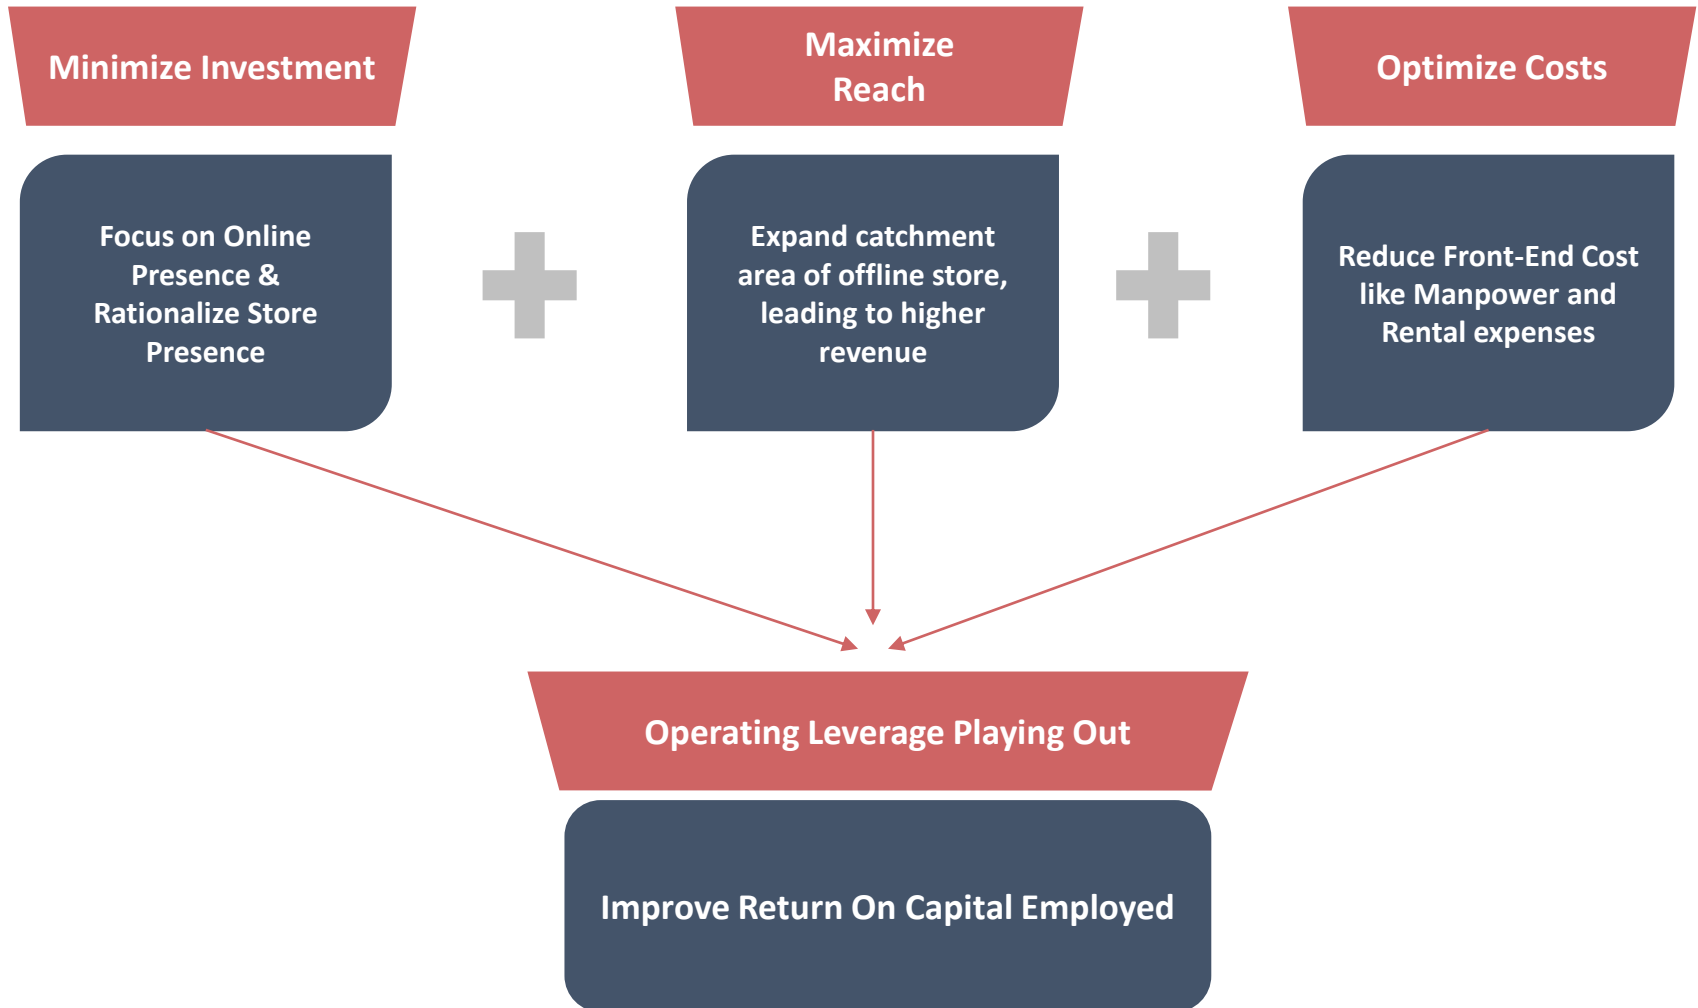 Minimize Investment
Maximize
Reach
Optimize Costs
Focus on Online
Presence &
Rationalize Store
Presence
Expand catchment
area of offline store,
leading to higher
revenue
Reduce Front-End Cost
like Manpower and
Rental expenses
Operating Leverage Playing Out
Improve Return On Capital Employed